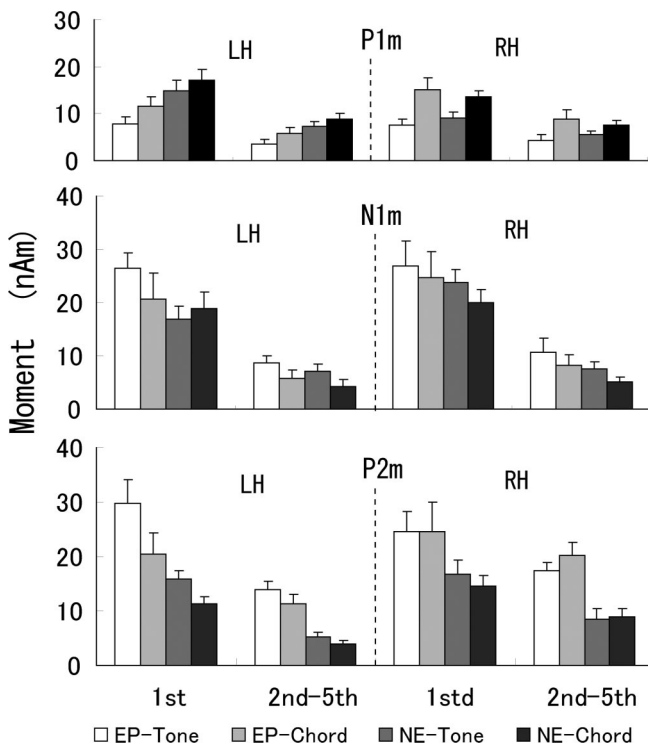 P1m
LH
RH
30
20
10
0
N1m
LH
RH
40
30
20
10
0
Moment (nAm)
P2m
LH
RH
40
30
20
10
0
1st 2nd-5th 1std 2nd-5th
EP-Tone EP-Chord NE-Tone NE-Chord